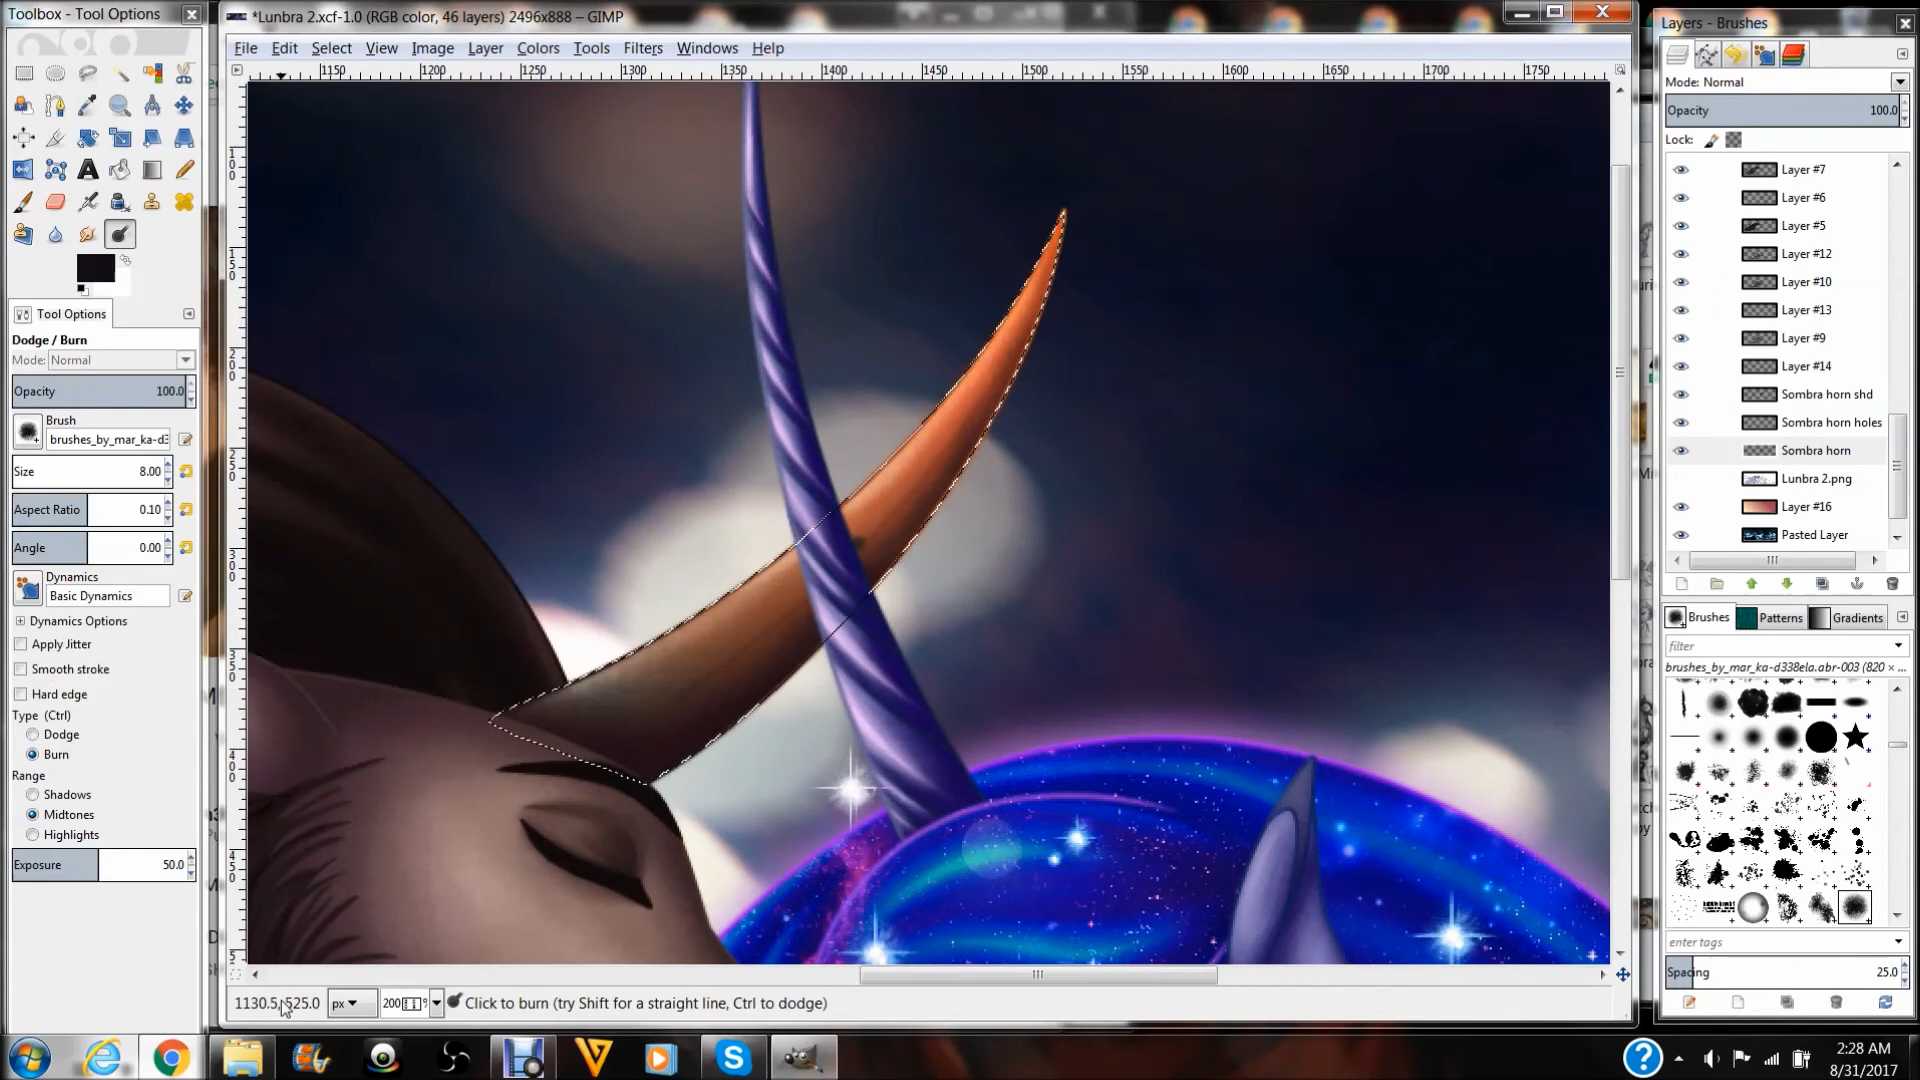 Toolbox - Tool Options
*Lunbra 2.xcf-1.0 (RGB color, 46 layers) 2496x888 – GIMP
Layers - Brushes
File Edit Select View Image Layer Colors Tools Filters Windows Help
1150 1200 1250 1300 1350 1400 1450 1500 1550 1600 1650 1700 1750
Mode: Normal
Opacity 100.0
Lock:
Layer #7
Layer #6
Layer #5
Layer #12
Layer #10
Layer #13
Layer #9
Layer #14
Sombra horn shd
Sombra horn holes
Sombra horn
Lunbra 2.png
Layer #16
Pasted Layer
Tool Options
Dodge / Burn
Mode: Normal
Opacity 100.0
Brush
brushes_by_mar_ka-d3
Size 8.00
Aspect Ratio 0.10
Angle 0.00
Dynamics
Basic Dynamics
Dynamics Options
Apply Jitter
Smooth stroke
Hard edge
Type (Ctrl)
Dodge
Burn
Range
Shadows
Midtones
Highlights
Exposure 50.0
Brushes Patterns Gradients
filter
brushes_by_mar_ka-d338ela.abr-003 (820 × ...
enter tags
Spacing 25.0
1130.5, 525.0 px 200 Click to burn (try Shift for a straight line, Ctrl to dodge)
2:28 AM
8/31/2017